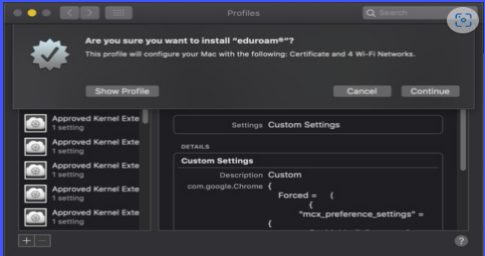 Profiles
Search
Are you sure you want to install "eduroam®"?
This profile will configure your Mac with the following: Certificate and 4 Wi-Fi Networks.
Show Profile
Cancel
Continue
Approved Kernel Exte
1 setting
Approved Kernel Exte
1 setting
Approved Kernel Exte
1 setting
Approved Kernel Exte
1 setting
Approved Kernel Exte
1 setting
Settings Custom Settings
DETAILS
Custom Settings
Description Custom
com.google.Chrome {
Forced = (
{
"mcx_preference_settings" =
{